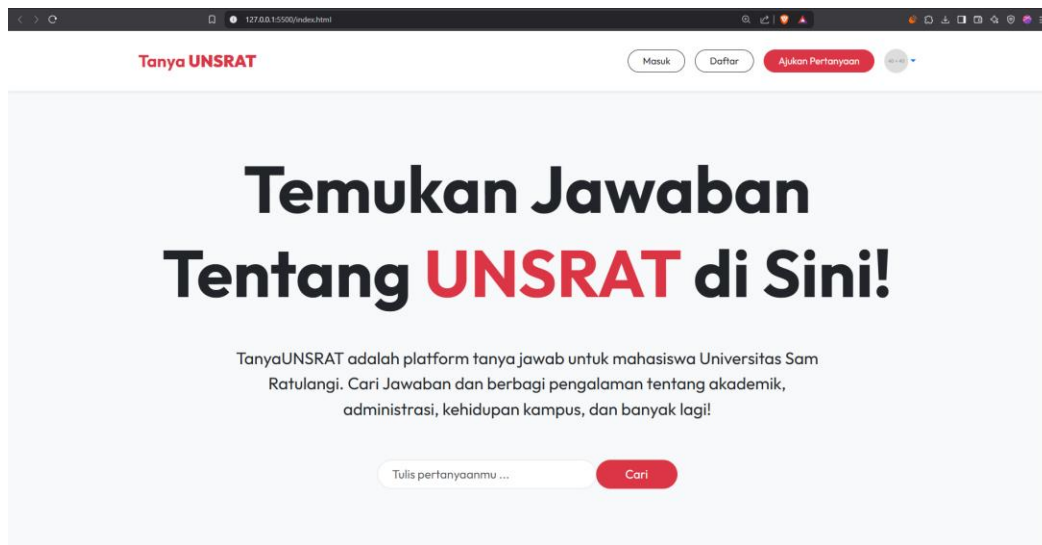 127.0.0.1:5500/index.html
Tanya UNSRAT
Masuk
Daftar
Ajukan Pertanyaan
Temukan Jawaban
Tentang UNSRAT di Sini!
TanyaUNSRAT adalah platform tanya jawab untuk mahasiswa Universitas Sam
Ratulangi. Cari Jawaban dan berbagi pengalaman tentang akademik,
administrasi, kehidupan kampus, dan banyak lagi!
Tulis pertanyaanmu ...
Cari